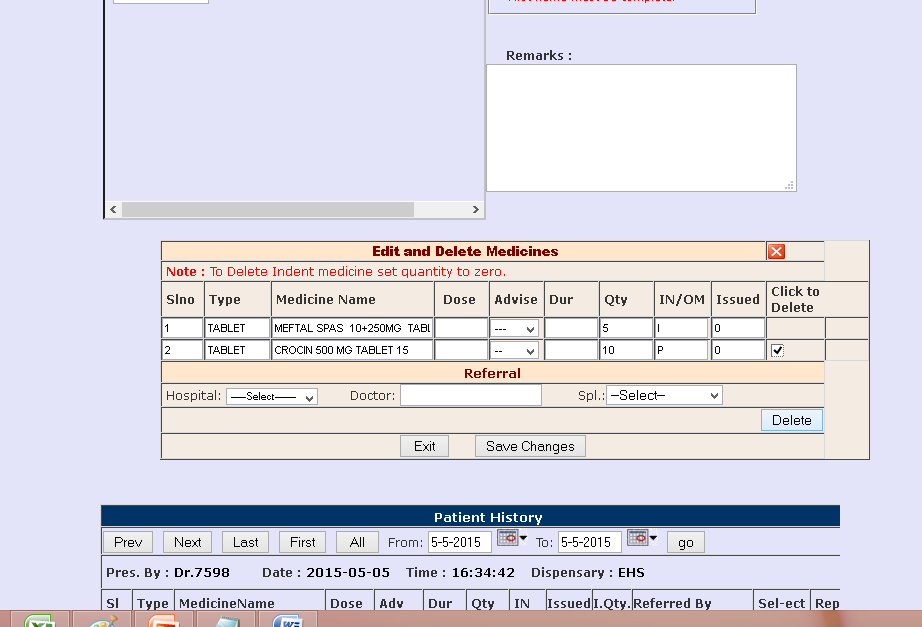 Remarks :
Edit and Delete Medicines
Note : To Delete Indent medicine set quantity to zero.
Slno Type Medicine Name Dose Advise Dur Qty IN/OM Issued Click to Delete
1 TABLET MEFTAL SPAS 10+250MG TABL --- 5 I 0
2 TABLET CROCIN 500 MG TABLET 15 -- 10 P 0
Referral
Hospital: ----Select------ Doctor: Spl.: --Select--
Delete
Exit Save Changes
Patient History
Prev Next Last First All From: 5-5-2015 To: 5-5-2015 go
Pres. By : Dr.7598 Date : 2015-05-05 Time : 16:34:42 Dispensary : EHS
Sl Type MedicineName Dose Adv Dur Qty IN Issued I.Qty. Referred By Sel-ect Rep